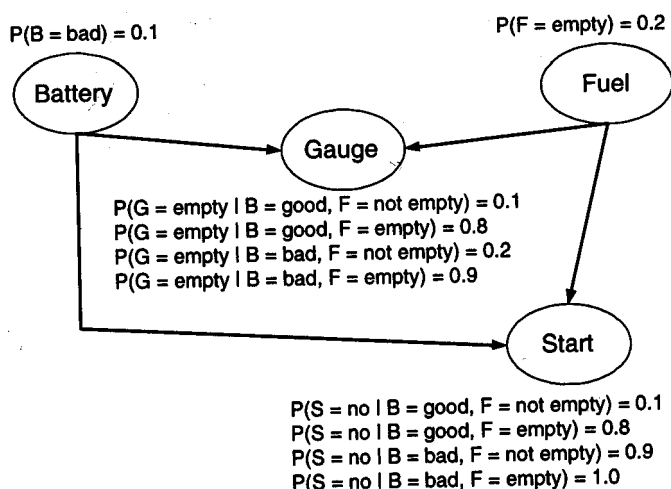 P(B = bad) = 0.1
P(F = empty) = 0.2
Battery
Fuel
Gauge
P(G = empty | B = good, F = not empty) = 0.1
P(G = empty | B = good, F = empty) = 0.8
P(G = empty | B = bad, F = not empty) = 0.2
P(G = empty | B = bad, F = empty) = 0.9
Start
P(S = no | B = good, F = not empty) = 0.1
P(S = no | B = good, F = empty) = 0.8
P(S = no | B = bad, F = not empty) = 0.9
P(S = no | B = bad, F = empty) = 1.0